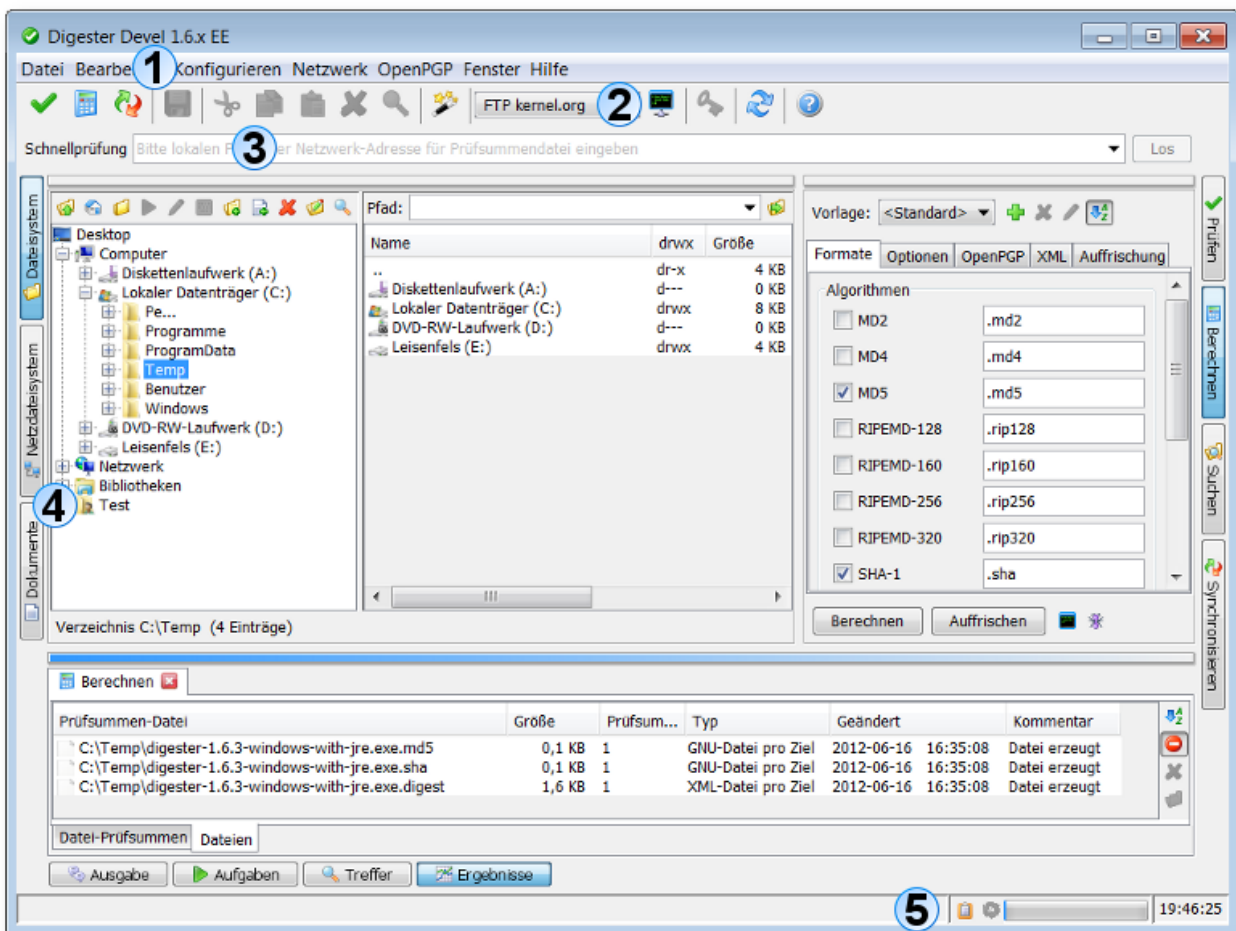 Digester Devel 1.6.x EE
Datei Bearbe 1 Konfigurieren Netzwerk OpenPGP Fenster Hilfe
FTP kernel.org 2
Schnellprüfung Bitte lokalen 3 Netzwerk-Adresse für Prüfsummendatei eingeben Los
Dateisystem
Netzdateisystem
Dokumente
4
Desktop
Computer
Diskettenlaufwerk (A:)
Lokaler Datenträger (C:)
Pe...
Programme
ProgramData
Temp
Benutzer
Windows
DVD-RW-Laufwerk (D:)
Leisenfels (E:)
Netzwerk
Bibliotheken
Test
Verzeichnis C:\Temp (4 Einträge)
Pfad:
Name drwx Größe
.. dr-x 4 KB
Diskettenlaufwerk (A:) d--- 0 KB
Lokaler Datenträger (C:) drwx 8 KB
DVD-RW-Laufwerk (D:) d--- 0 KB
Leisenfels (E:) drwx 4 KB
Vorlage: <Standard>
Formate Optionen OpenPGP XML Auffrischung
Algorithmen
MD2 .md2
MD4 .md4
MD5 .md5
RIPEMD-128 .rip128
RIPEMD-160 .rip160
RIPEMD-256 .rip256
RIPEMD-320 .rip320
SHA-1 .sha
Berechnen Auffrischen
Prüfen
Berechnen
Suchen
Synchronisieren
Berechnen
Prüfsummen-Datei Größe Prüfsum... Typ Geändert Kommentar
C:\Temp\digester-1.6.3-windows-with-jre.exe.md5 0,1 KB 1 GNU-Datei pro Ziel 2012-06-16 16:35:08 Datei erzeugt
C:\Temp\digester-1.6.3-windows-with-jre.exe.sha 0,1 KB 1 GNU-Datei pro Ziel 2012-06-16 16:35:08 Datei erzeugt
C:\Temp\digester-1.6.3-windows-with-jre.exe.digest 1,6 KB 1 XML-Datei pro Ziel 2012-06-16 16:35:08 Datei erzeugt
Datei-Prüfsummen Dateien
Ausgabe Aufgaben Treffer Ergebnisse
5 19:46:25